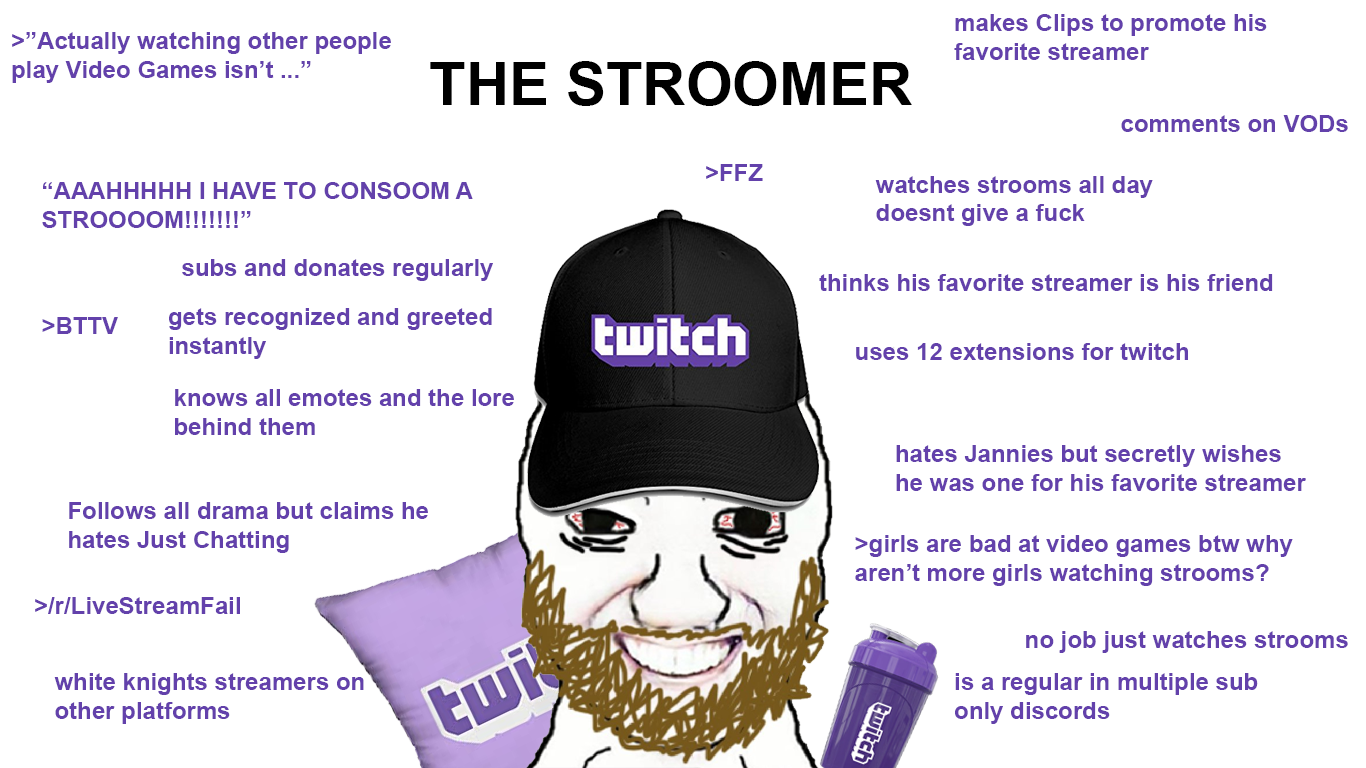 >”Actually watching other people
play Video Games isn’t ...”
THE STROOMER
makes Clips to promote his
favorite streamer
comments on VODs
>FFZ
“AAAHHHHH I HAVE TO CONSOOM A
STROOOOM!!!!!!!”
watches strooms all day
doesnt give a fuck
subs and donates regularly
thinks his favorite streamer is his friend
>BTTV
gets recognized and greeted
instantly
twitch
uses 12 extensions for twitch
knows all emotes and the lore
behind them
hates Jannies but secretly wishes
he was one for his favorite streamer
Follows all drama but claims he
hates Just Chatting
>girls are bad at video games btw why
aren’t more girls watching strooms?
>/r/LiveStreamFail
no job just watches strooms
white knights streamers on
other platforms
twi
twitch
is a regular in multiple sub
only discords